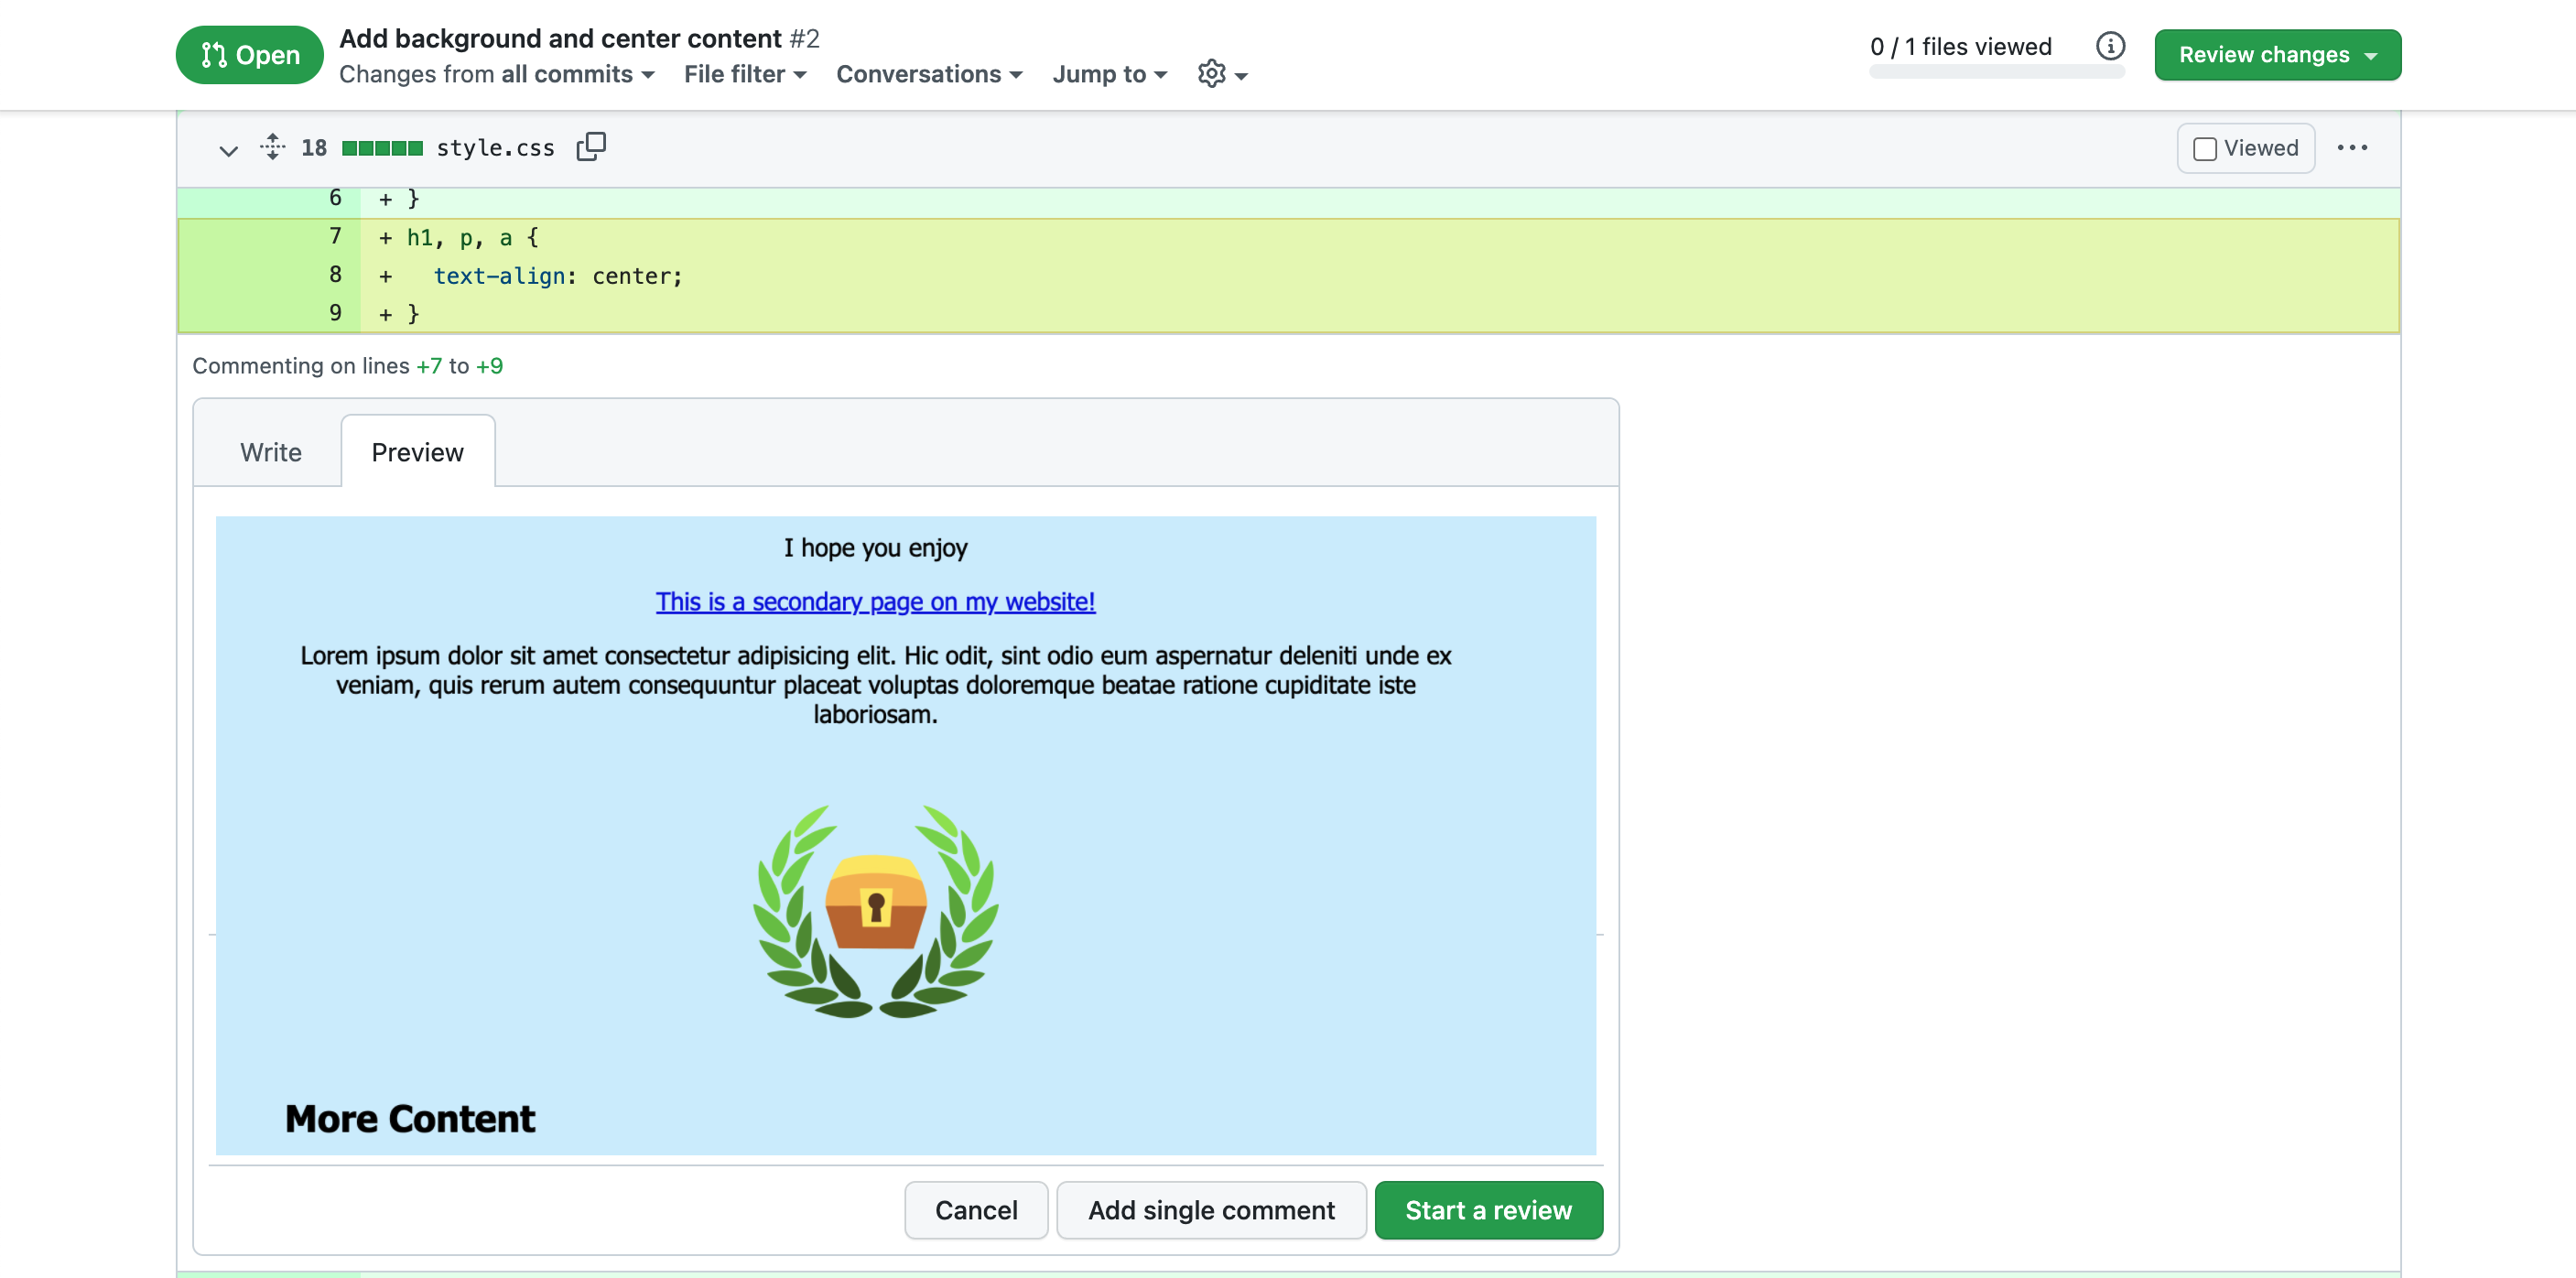 Open
Add background and center content #2
Changes from all commits File filter Conversations Jump to
0 / 1 files viewed
Review changes
18 style.css
Viewed
6 + }
7 + h1, p, a {
8 + text-align: center;
9 + }
Commenting on lines +7 to +9
Write Preview
I hope you enjoy
This is a secondary page on my website!
Lorem ipsum dolor sit amet consectetur adipisicing elit. Hic odit, sint odio eum aspernatur deleniti unde ex
veniam, quis rerum autem consequuntur placeat voluptas doloremque beatae ratione cupiditate iste
laboriosam.
More Content
Cancel Add single comment Start a review